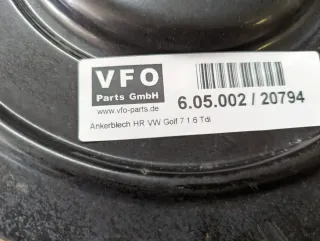 VFO
Parts GmbH
www.vfo-parts.de
6.05.002 / 20794
Ankerblech HR VW Golf 7 1.6 Tdi